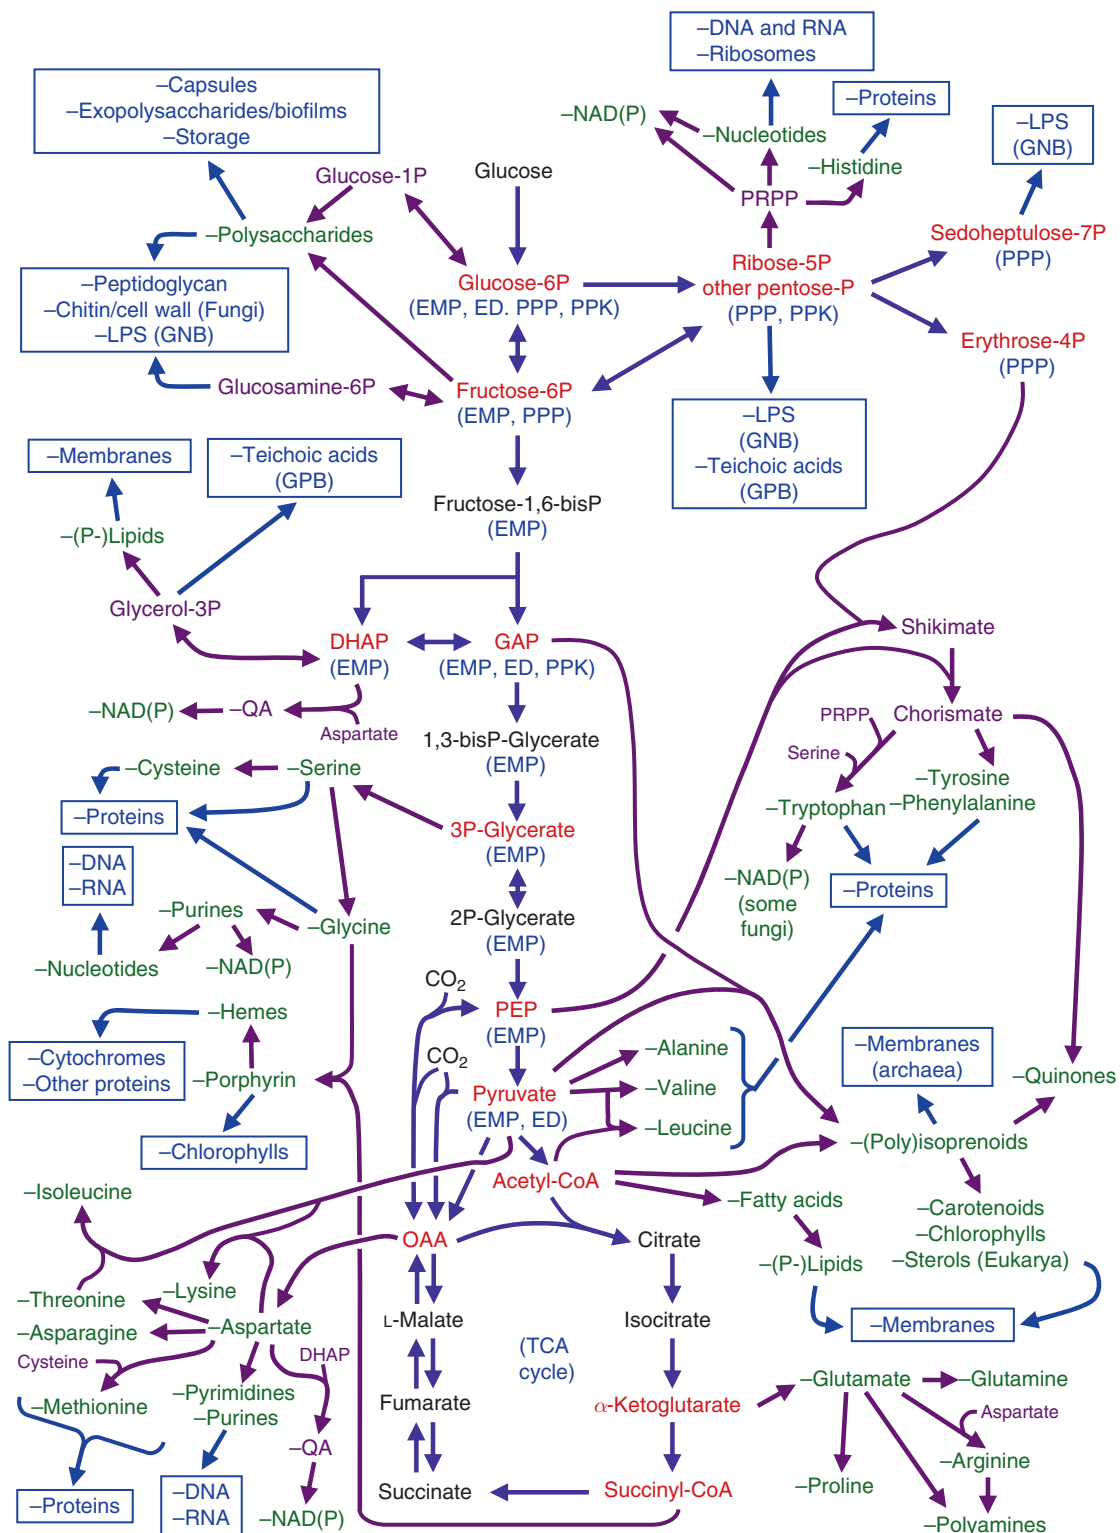 –DNA and RNA
–Ribosomes
–Capsules
–Exopolysaccharides/biofilms
–Storage
–NAD(P)
–Proteins
–Nucleotides
–LPS
(GNB)
–Histidine
Glucose-1P
Glucose
PRPP
–Polysaccharides
Sedoheptulose-7P
(PPP)
–Peptidoglycan
–Chitin/cell wall (Fungi)
–LPS (GNB)
Glucose-6P
(EMP, ED. PPP, PPK)
Ribose-5P
other pentose-P
(PPP, PPK)
Erythrose-4P
(PPP)
Glucosamine-6P
Fructose-6P
(EMP, PPP)
–LPS
(GNB)
–Teichoic acids
(GPB)
–Membranes
–Teichoic acids
(GPB)
Fructose-1,6-bisP
(EMP)
–(P-)Lipids
Glycerol-3P
DHAP
(EMP)
GAP
(EMP, ED, PPK)
Shikimate
–NAD(P)
–QA
Aspartate
PRPP
Chorismate
1,3-bisP-Glycerate
(EMP)
Serine
–Cysteine
–Serine
–Tyrosine
–Phenylalanine
–Tryptophan
–Proteins
3P-Glycerate
(EMP)
–DNA
–RNA
–NAD(P)
(some
fungi)
–Proteins
–Purines
–Glycine
2P-Glycerate
(EMP)
–Nucleotides
–NAD(P)
CO2
–Hemes
PEP
(EMP)
–Cytochromes
–Other proteins
CO2
–Alanine
–Membranes
(archaea)
–Porphyrin
Pyruvate
(EMP, ED)
–Valine
–Quinones
–Leucine
–(Poly)isoprenoids
–Chlorophylls
–Isoleucine
Acetyl-CoA
–Fatty acids
–Carotenoids
–Chlorophylls
–Sterols (Eukarya)
OAA
Citrate
–(P-)Lipids
–Lysine
–Threonine
–Asparagine
–Aspartate
L-Malate
Isocitrate
–Membranes
(TCA
cycle)
Cysteine
DHAP
–Methionine
–Pyrimidines
–Purines
Fumarate
α-Ketoglutarate
–Glutamate
–Glutamine
Aspartate
–QA
–Arginine
–Proteins
–DNA
–RNA
–NAD(P)
Succinate
Succinyl-CoA
–Proline
–Polyamines